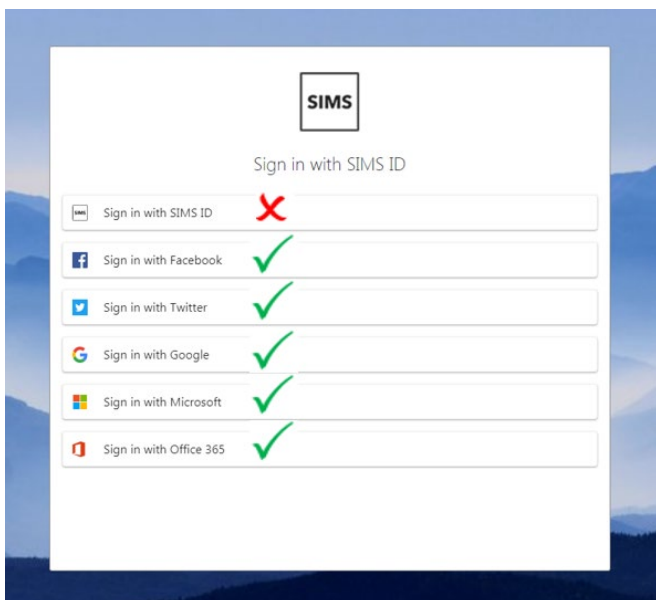 SIMS
Sign in with SIMS ID
SIMS Sign in with SIMS ID
Sign in with Facebook
Sign in with Twitter
Sign in with Google
Sign in with Microsoft
Sign in with Office 365